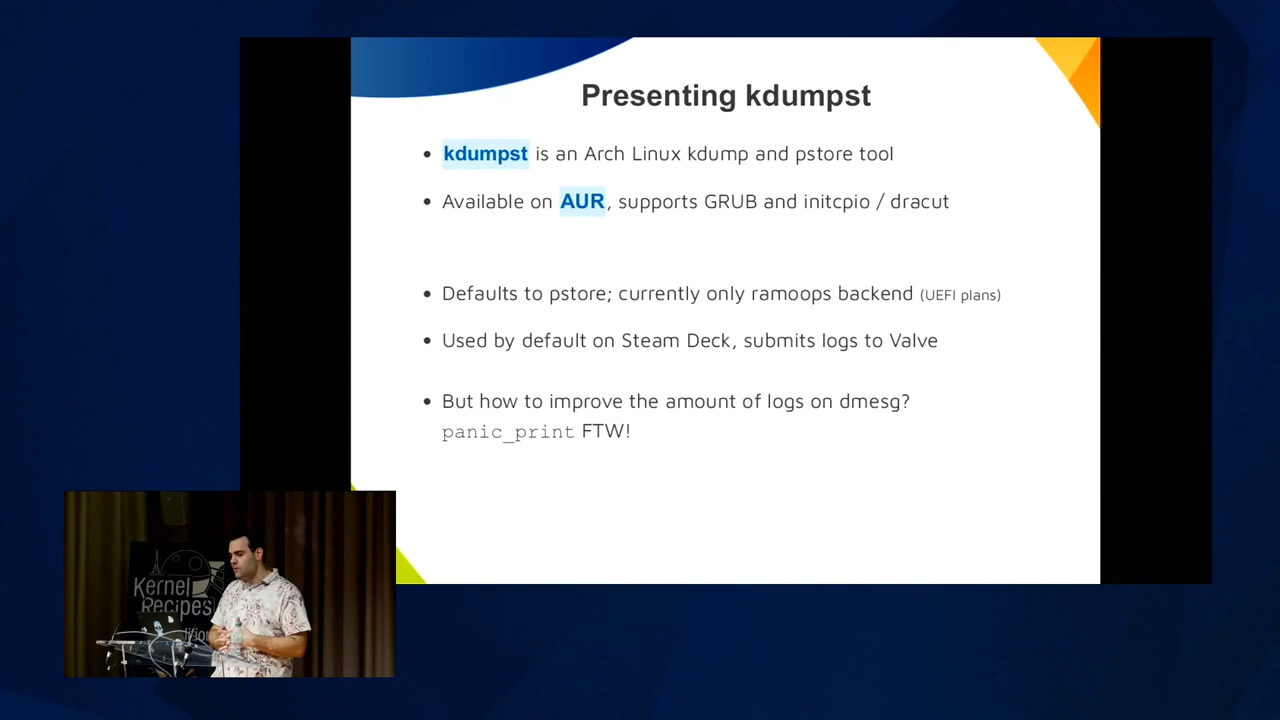 Presenting kdumpst
• kdumpst is an Arch Linux kdump and pstore tool
• Available on AUR, supports GRUB and initcpio / dracut
• Defaults to pstore; currently only ramoops backend (UEFI plans)
• Used by default on Steam Deck, submits logs to Valve
• But how to improve the amount of logs on dmesg?
panic_print FTW!
Kernel
Recipes